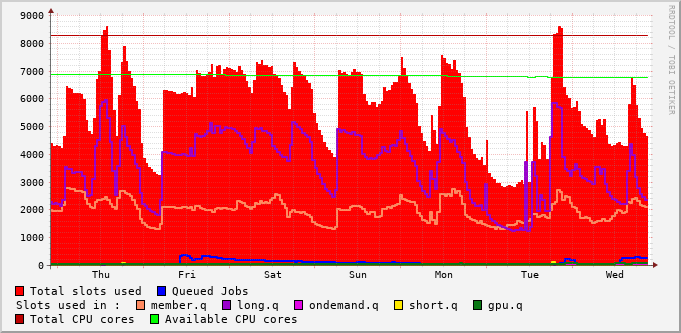 9000
8000
7000
6000
5000
4000
3000
2000
1000
0
Thu Fri Sat Sun Mon Tue Wed
RRDTOOL / TOBI OETIKER
Total slots used Queued Jobs
Slots used in : member.q long.q ondemand.q short.q gpu.q
Total CPU cores Available CPU cores